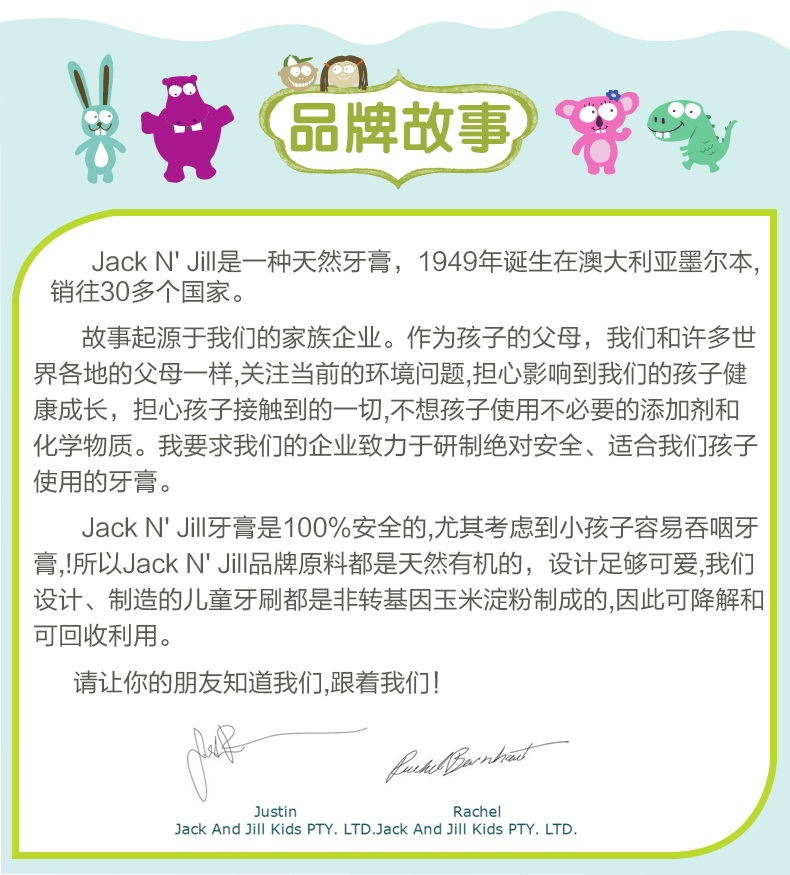 品牌故事
Jack N' Jill是一种天然牙膏，1949年诞生在澳大利亚墨尔本,
销往30多个国家。
故事起源于我们的家族企业。作为孩子的父母，我们和许多世
界各地的父母一样,关注当前的环境问题,担心影响到我们的孩子健
康成长，担心孩子接触到的一切,不想孩子使用不必要的添加剂和
化学物质。我要求我们的企业致力于研制绝对安全、适合我们孩子
使用的牙膏。
Jack N' Jill牙膏是100%安全的,尤其考虑到小孩子容易吞咽牙
膏,!所以Jack N' Jill品牌原料都是天然有机的，设计足够可爱,我们
设计、制造的儿童牙刷都是非转基因玉米淀粉制成的,因此可降解和
可回收利用。
请让你的朋友知道我们,跟着我们!
Rachel Barnhart
Justin Rachel
Jack And Jill Kids PTY. LTD.Jack And Jill Kids PTY. LTD.